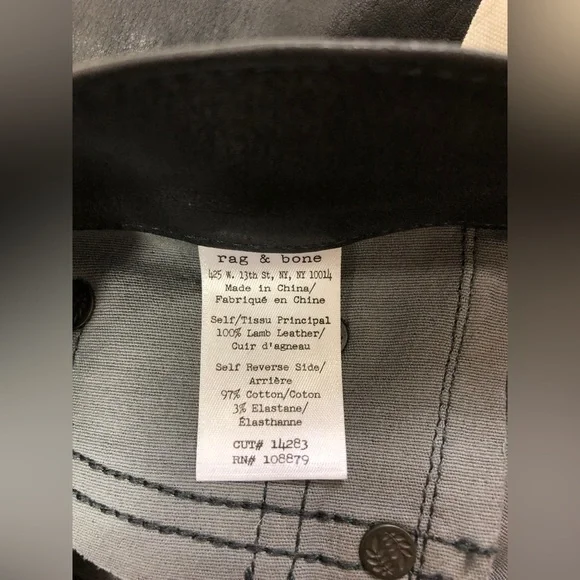 rag & bone
425 W. 13th St, NY, NY 10014
Made in China/
Fabriqué en Chine
Self/Tissu Principal
100% Lamb Leather/
Cuir d'agneau
Self Reverse Side/
Arrière
97% Cotton/Coton
3% Elastane/
Élasthanne
CUT# 14283
RN# 108879